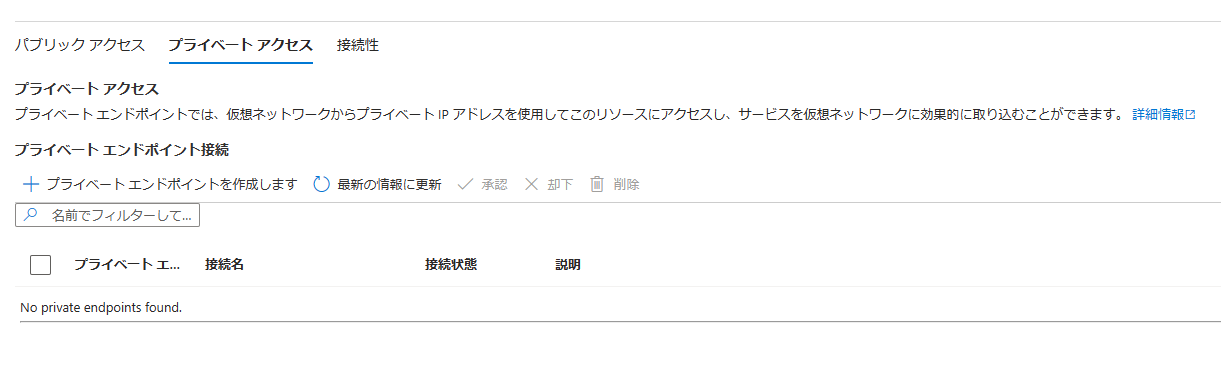 パブリック アクセス プライベート アクセス 接続性
プライベート アクセス
プライベート エンドポイントでは、仮想ネットワークからプライベート IP アドレスを使用してこのリソースにアクセスし、サービスを仮想ネットワークに効果的に取り込むことができます。 詳細情報
プライベート エンドポイント接続
プライベート エンドポイントを作成します 最新の情報に更新 承認 却下 削除
名前でフィルターして...
プライベート エ... 接続名 接続状態 説明
No private endpoints found.